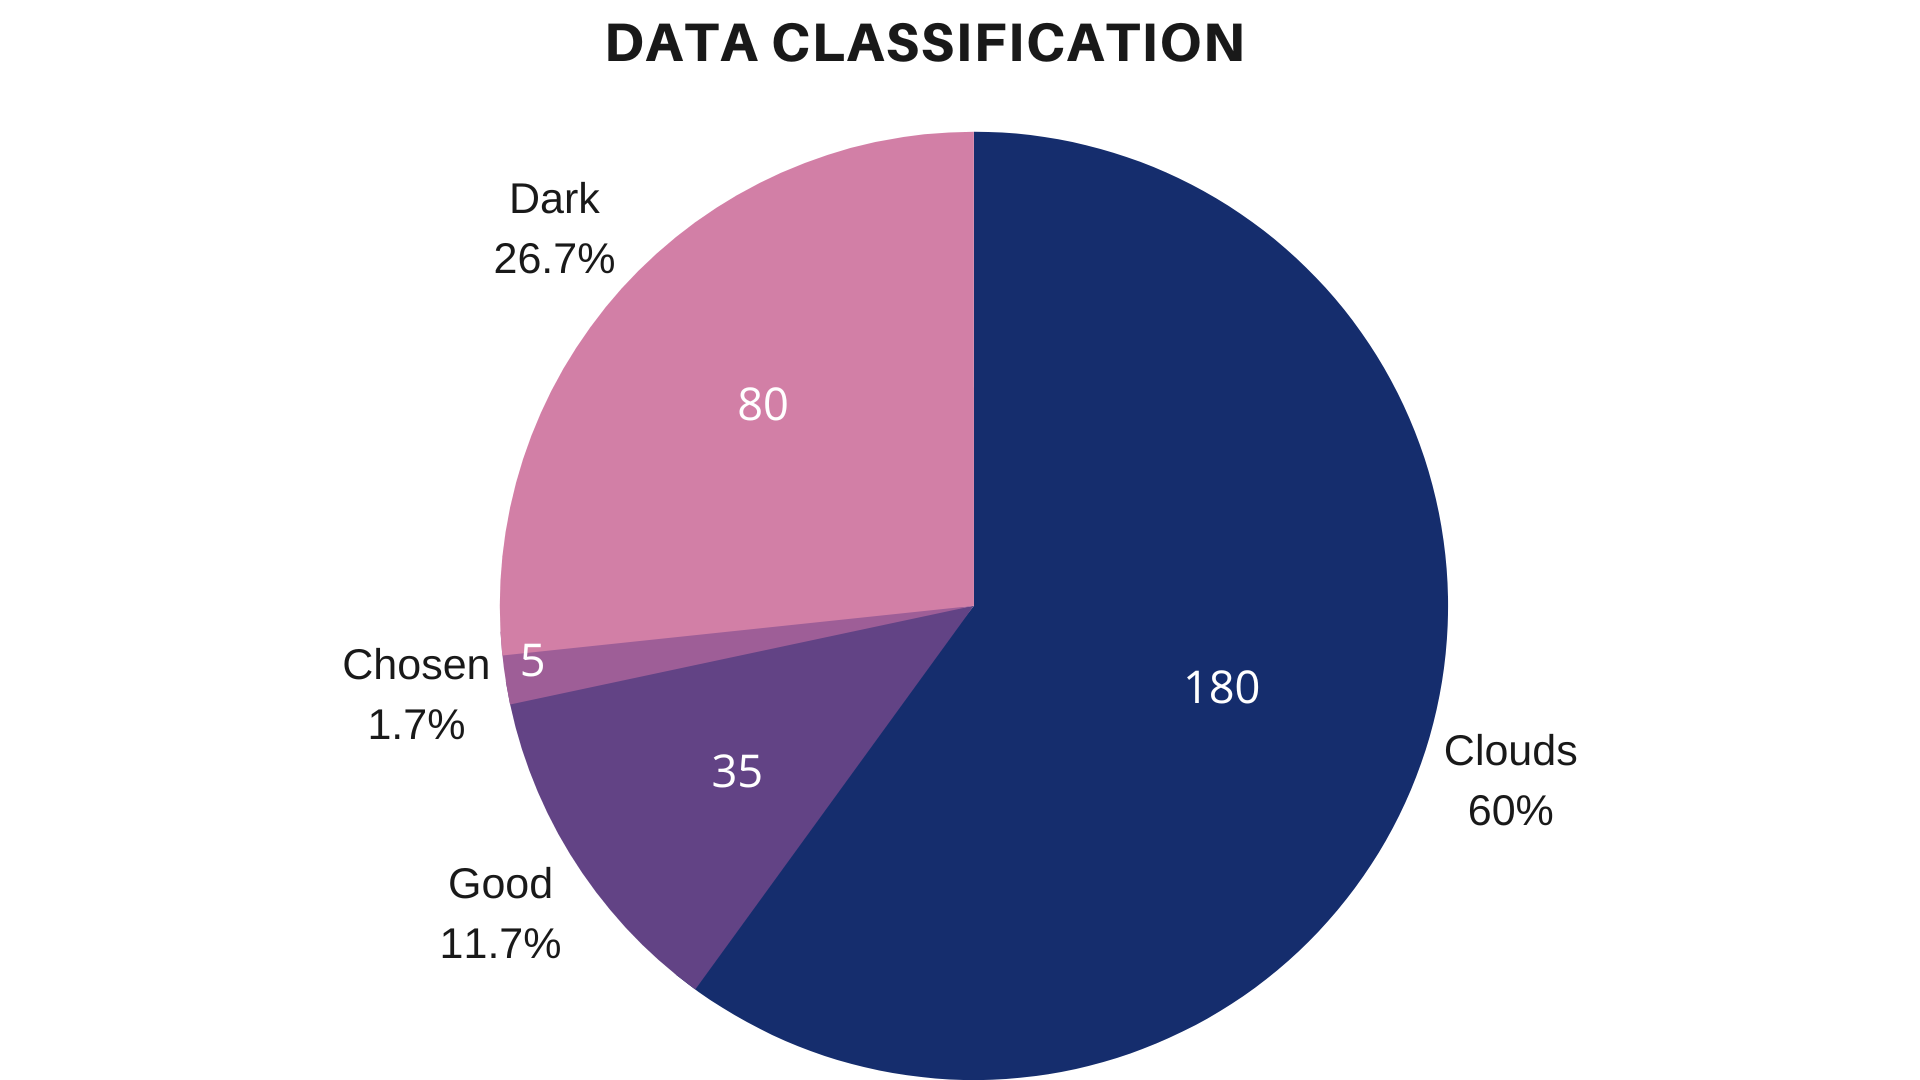 DATA CLASSIFICATION
Dark
26.7%
80
Chosen
1.7%
5
180
Clouds
60%
35
Good
11.7%